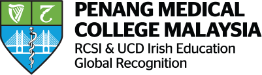 PENANG MEDICAL
COLLEGE MALAYSIA
RCSI & UCD Irish Education
Global Recognition